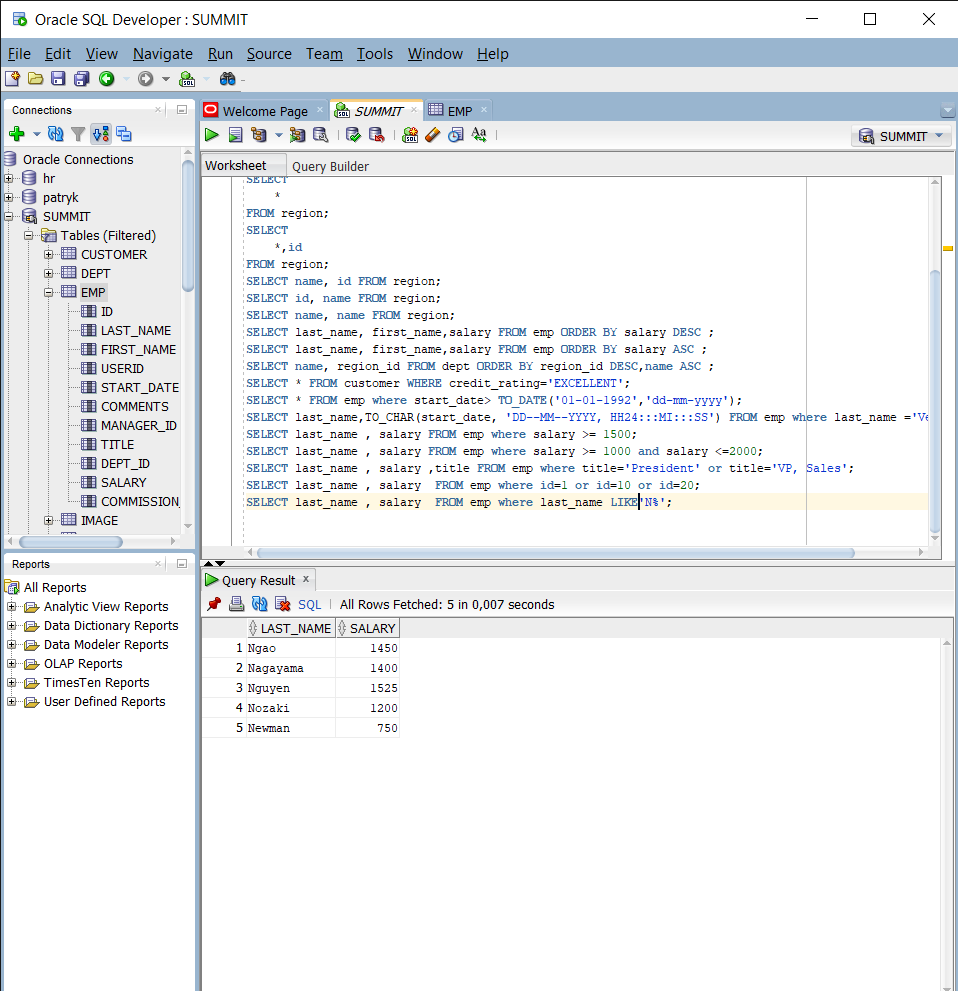 Oracle SQL Developer : SUMMIT
File Edit View Navigate Run Source Team Tools Window Help
Connections
Oracle Connections
hr
patryk
SUMMIT
Tables (Filtered)
CUSTOMER
DEPT
EMP
ID
LAST_NAME
FIRST_NAME
USERID
START_DATE
COMMENTS
MANAGER_ID
TITLE
DEPT_ID
SALARY
COMMISSION_
IMAGE
Reports
All Reports
Analytic View Reports
Data Dictionary Reports
Data Modeler Reports
OLAP Reports
TimesTen Reports
User Defined Reports
Welcome Page SUMMIT EMP
SUMMIT
Worksheet Query Builder
SELECT
*
FROM region;
SELECT
*,id
FROM region;
SELECT name, id FROM region;
SELECT id, name FROM region;
SELECT name, name FROM region;
SELECT last_name, first_name,salary FROM emp ORDER BY salary DESC ;
SELECT last_name, first_name,salary FROM emp ORDER BY salary ASC ;
SELECT name, region_id FROM dept ORDER BY region_id DESC,name ASC ;
SELECT * FROM customer WHERE credit_rating='EXCELLENT';
SELECT * FROM emp where start_date> TO_DATE('01-01-1992','dd-mm-yyyy');
SELECT last_name,TO_CHAR(start_date, 'DD--MM--YYYY, HH24:::MI:::SS') FROM emp where last_name ='Ve
SELECT last_name , salary FROM emp where salary >= 1500;
SELECT last_name , salary FROM emp where salary >= 1000 and salary <=2000;
SELECT last_name , salary ,title FROM emp where title='President' or title='VP, Sales';
SELECT last_name , salary  FROM emp where id=1 or id=10 or id=20;
SELECT last_name , salary  FROM emp where last_name LIKE'N%';
Query Result
SQL All Rows Fetched: 5 in 0,007 seconds
LAST_NAME SALARY
1 Ngao 1450
2 Nagayama 1400
3 Nguyen 1525
4 Nozaki 1200
5 Newman 750